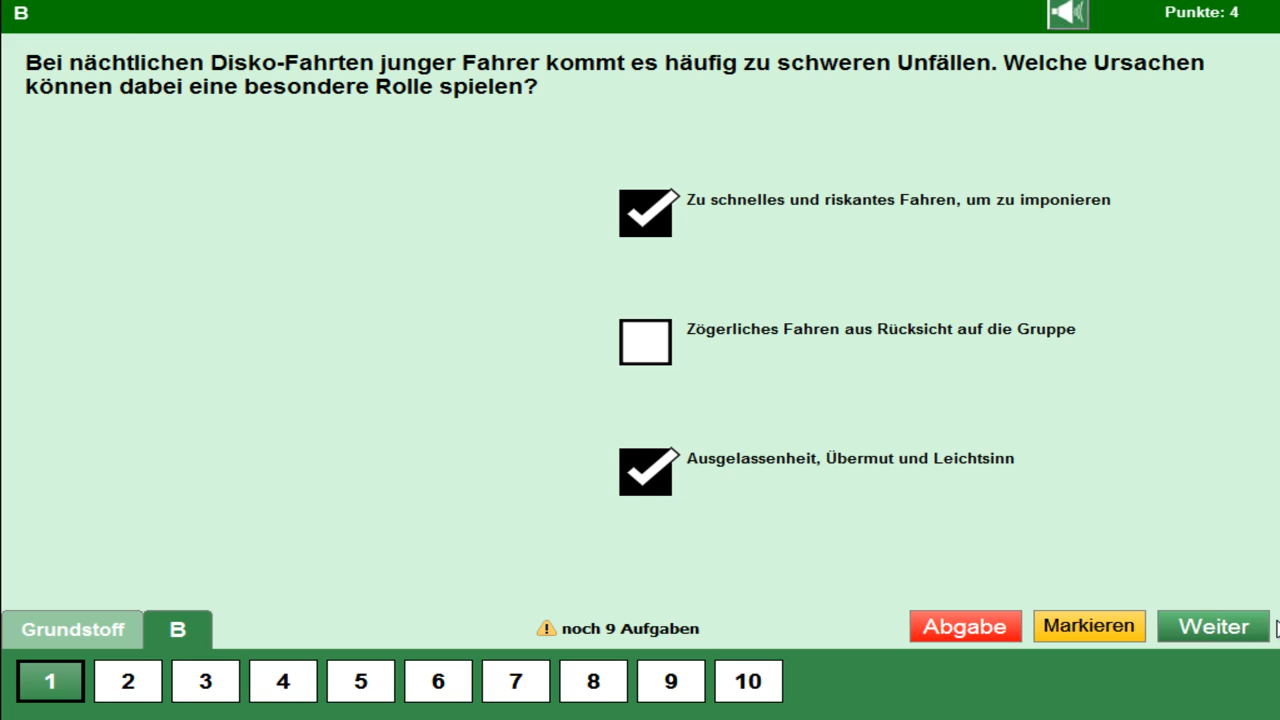 B
Punkte: 4
Bei nächtlichen Disko-Fahrten junger Fahrer kommt es häufig zu schweren Unfällen. Welche Ursachen
können dabei eine besondere Rolle spielen?
Zu schnelles und riskantes Fahren, um zu imponieren
Zögerliches Fahren aus Rücksicht auf die Gruppe
Ausgelassenheit, Übermut und Leichtsinn
Grundstoff
B
noch 9 Aufgaben
Abgabe
Markieren
Weiter
1 2 3 4 5 6 7 8 9 10